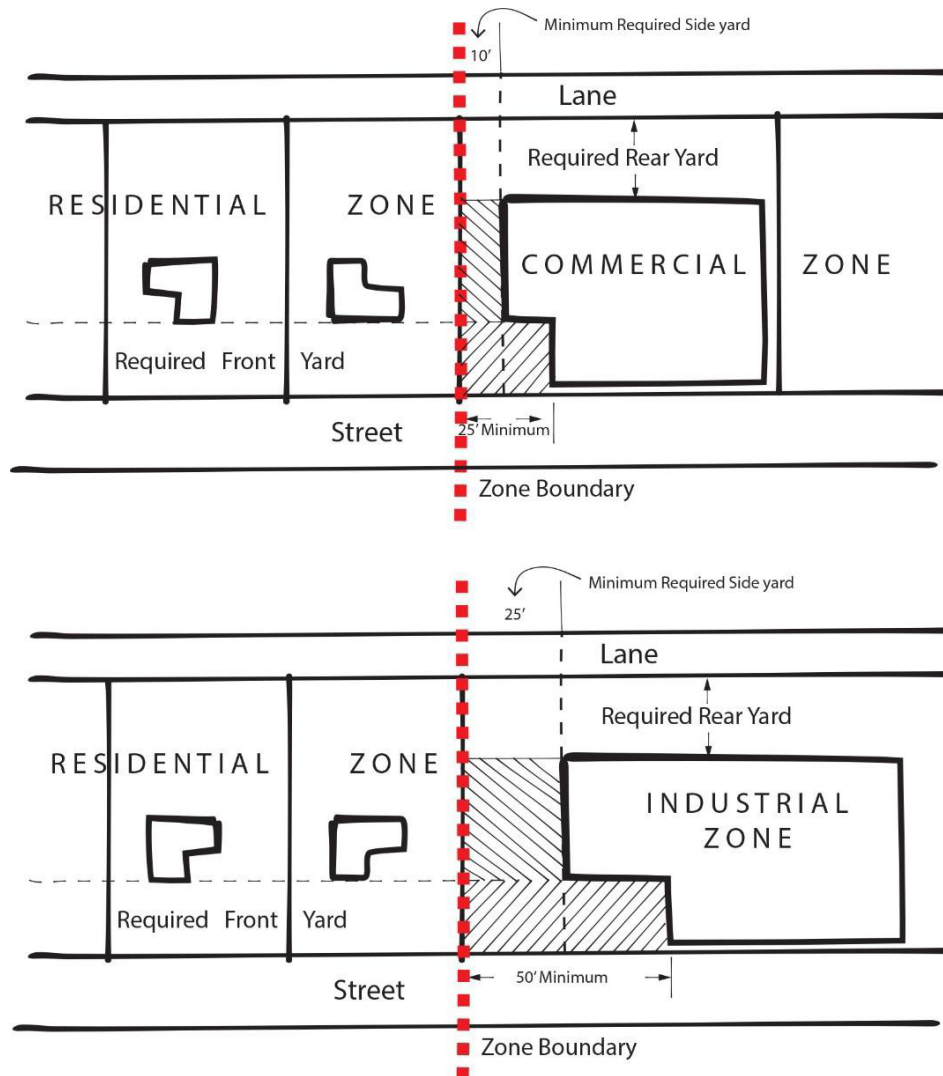 Minimum Required Side yard
10'
Lane
Required Rear Yard
RESIDENTIAL ZONE
COMMERCIAL ZONE
Required Front Yard
Street
25' Minimum
Zone Boundary
Minimum Required Side yard
25'
Lane
Required Rear Yard
RESIDENTIAL ZONE
INDUSTRIAL
ZONE
Required Front Yard
Street
50' Minimum
Zone Boundary